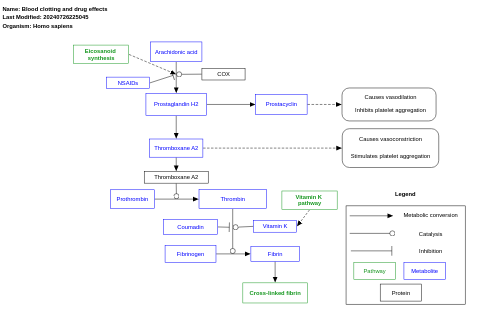 Name: Blood clotting and drug effects
Last Modified: 20240726225045
Organism: Homo sapiens
Eicosanoid
synthesis
Arachidonic acid
COX
NSAIDs
Prostaglandin H2
Prostacyclin
Causes vasodilation
Inhibits platelet aggregation
Thromboxane A2
Causes vasoconstriction
Stimulates platelet aggregation
Thromboxane A2
Prothrombin
Thrombin
Vitamin K
pathway
Coumadin
Vitamin K
Fibrinogen
Fibrin
Cross-linked fibrin
Legend
Metabolic conversion
Catalysis
Inhibition
Pathway
Metabolite
Protein